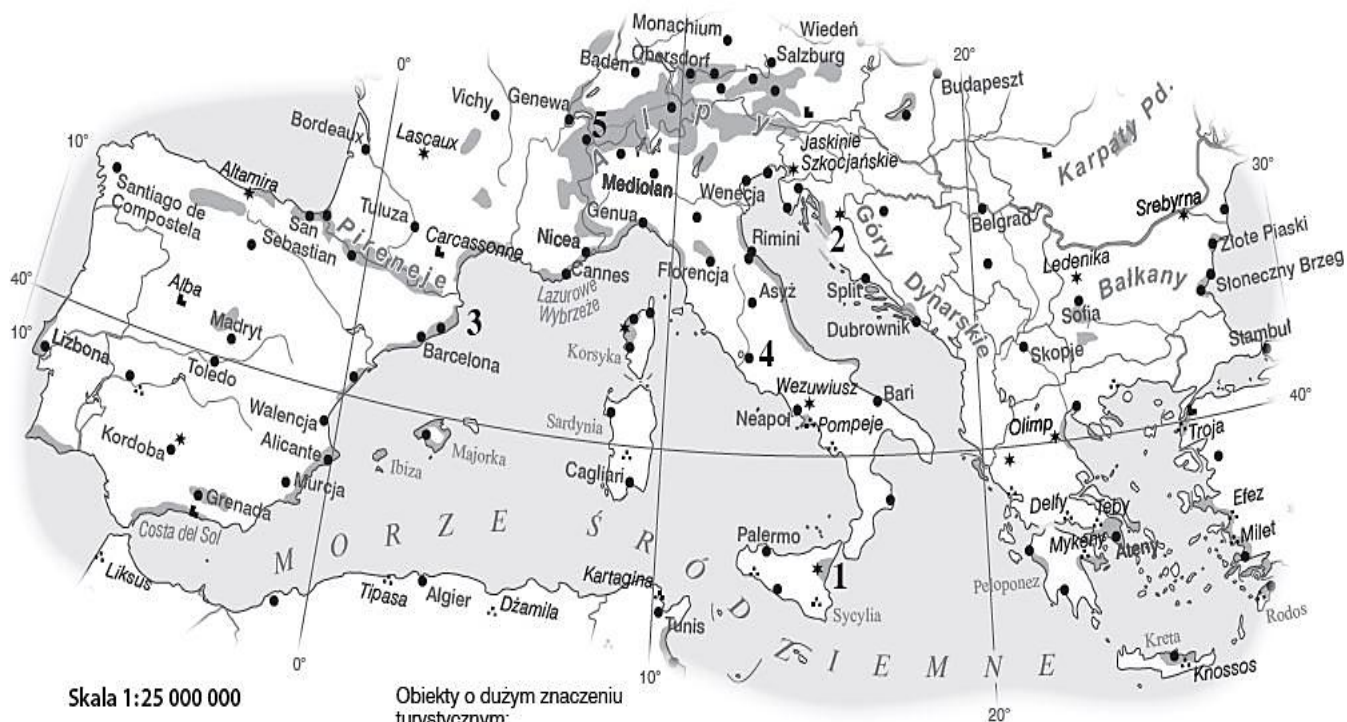 Monachium
Wiedeń
Baden
Obersdorf
Salzburg
20°
Budapeszt
0°
Vichy
Genewa
5
Alpy
Karpaty Pd.
10°
Bordeaux
Lascaux
Jaskinie
Szkocjańskie
30°
Altamira
Mediolan
Wenecja
Santiago de
Compostela
Tuluza
San
Sebastian
Pireneje
Carcassonne
Genua
Nicea
Cannes
Lazurowe
Wybrzeże
Florencja
Rimini
2
Góry
Dynarskie
Belgrad
Srebyrna
Złote Piaski
Ledenika
Bałkany
Słoneczny Brzeg
40°
10°
Alba
Madryt
3
Asyż
Split
Sofia
Lizbona
Toledo
Barcelona
Korsyka
Dubrownik
Skopje
Stambuł
4
Walencja
Wezuwiusz
Bari
40°
Sardynia
Neapol
Pompeje
Olimp
Troja
Kordoba
Alicante
Majorka
Ibiza
Cagliari
Murcja
Grenada
Costa del Sol
Delfy
Teby
Efez
Mykeny
Ateny
Milet
MORZE ŚRÓDZIEMNE
Palermo
1
Peloponez
Liksus
Tipasa
Algier
Dżamila
Kartagina
Sycylia
Tunis
Rodos
Kreta
Knossos
0°
10°
20°
Skala 1:25 000 000
Obiekty o dużym znaczeniu
turystycznym: